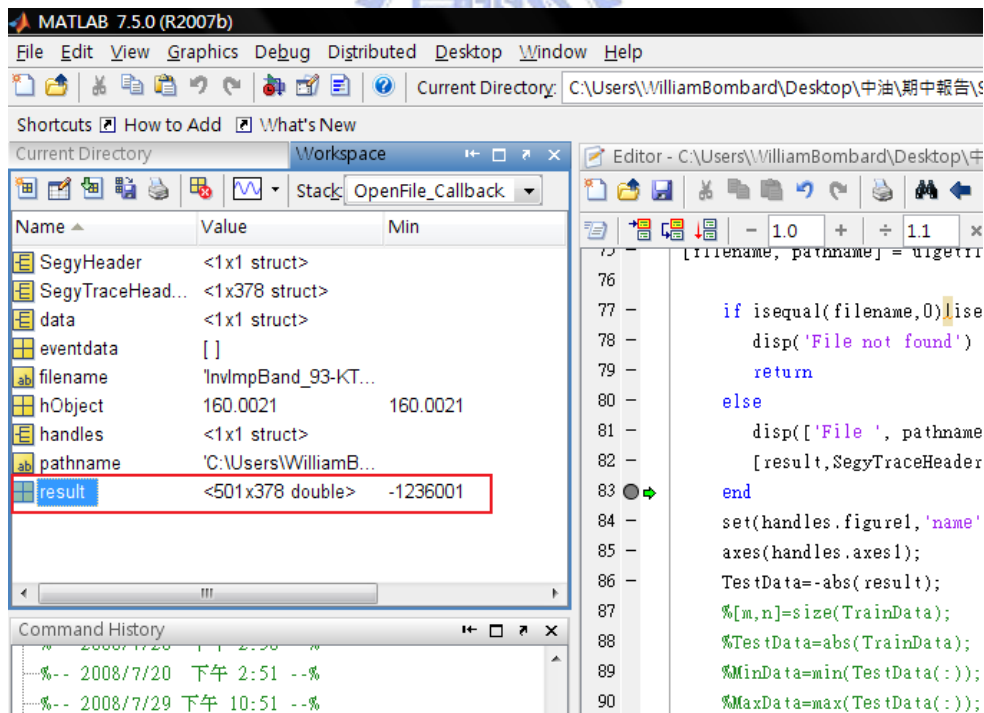 MATLAB 7.5.0 (R2007b)
File Edit View Graphics Debug Distributed Desktop Window Help
Current Directory: C:\Users\WilliamBombard\Desktop\中油\期中報告\S
Shortcuts How to Add What's New
Current Directory Workspace
Stack: OpenFile_Callback
Name Value Min
SegyHeader <1x1 struct>
SegyTraceHead... <1x378 struct>
data <1x1 struct>
eventdata []
filename 'InvImpBand_93-KT...
hObject 160.0021 160.0021
handles <1x1 struct>
pathname 'C:\Users\WilliamB...
result <501x378 double> -1236001
Command History
%-- 2008/7/20 下午 2:51 --%
%-- 2008/7/29 下午 10:51 --%
Editor - C:\Users\WilliamBombard\Desktop\中
- 1.0 + ÷ 1.1 ×
75 - [filename, pathname] = uigetfi
76
77 - if isequal(filename,0)|ise
78 - disp('File not found')
79 - return
80 - else
81 - disp(['File ', pathname
82 - [result,SegyTraceHeader
83 end
84 - set(handles.figure1,'name'
85 - axes(handles.axes1);
86 - TestData=-abs(result);
87 %[m,n]=size(TrainData);
88 %TestData=abs(TrainData);
89 %MinData=min(TestData(:));
90 %MaxData=max(TestData(:));